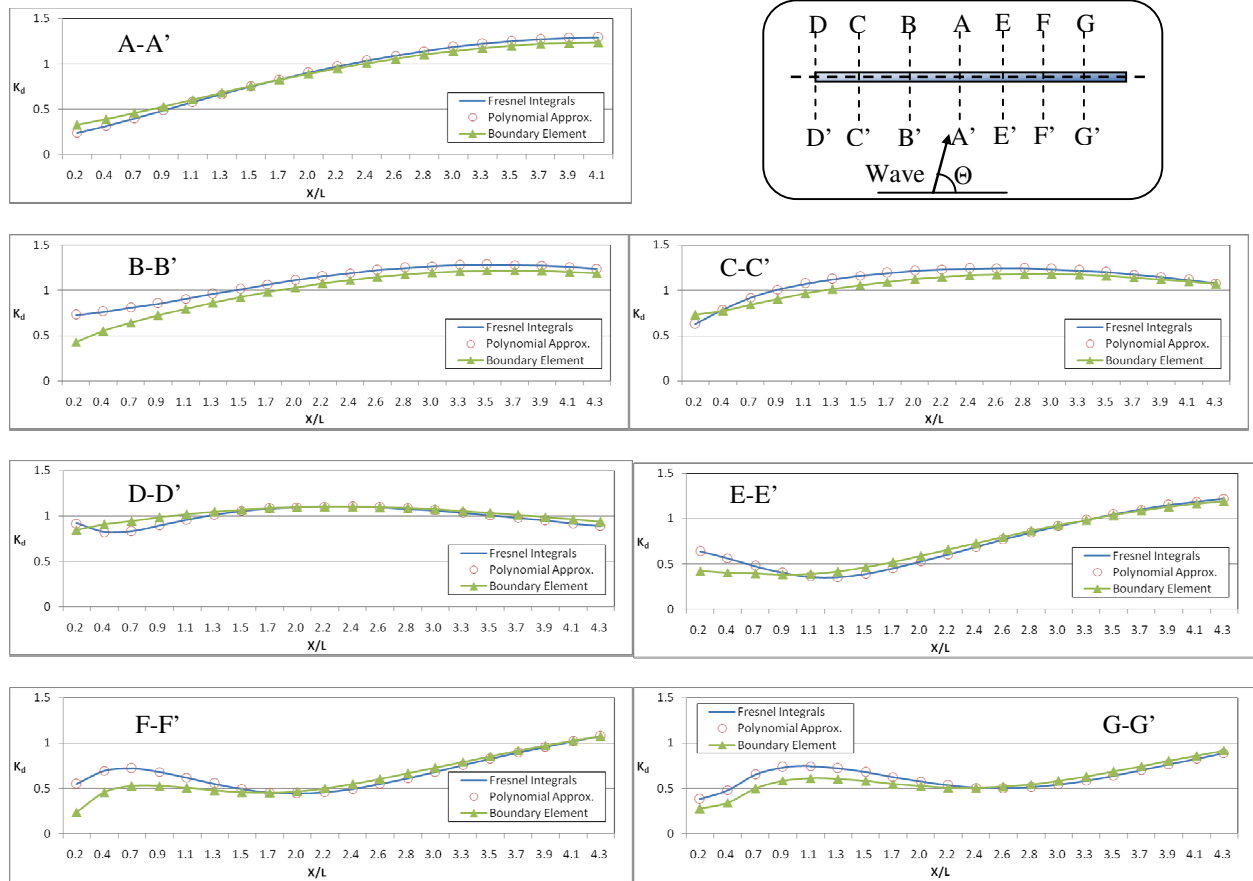 A-A’
1.5
1
0.5
0
K_d
Fresnel Integrals
Polynomial Approx.
Boundary Element
0.2 0.4 0.7 0.9 1.1 1.3 1.5 1.7 2.0 2.2 2.4 2.6 2.8 3.0 3.3 3.5 3.7 3.9 4.1
X/L
D C B A E F G
D’ C’ B’ A’ E’ F’ G’
Wave Θ
B-B’
1.5
1
0.5
0
K_d
Fresnel Integrals
Polynomial Approx.
Boundary Element
0.2 0.4 0.7 0.9 1.1 1.3 1.5 1.7 2.0 2.2 2.4 2.6 2.8 3.0 3.3 3.5 3.7 3.9 4.1 4.3
X/L
C-C’
1.5
1
0.5
0
K_d
Fresnel Integrals
Polynomial Approx.
Boundary Element
0.2 0.4 0.7 0.9 1.1 1.3 1.5 1.7 2.0 2.2 2.4 2.6 2.8 3.0 3.3 3.5 3.7 3.9 4.1 4.3
X/L
D-D’
1.5
1
0.5
0
K_d
Fresnel Integrals
Polynomial Approx.
Boundary Element
0.2 0.4 0.7 0.9 1.1 1.3 1.5 1.7 2.0 2.2 2.4 2.6 2.8 3.0 3.3 3.5 3.7 3.9 4.1 4.3
X/L
E-E’
1.5
1
0.5
0
K_d
Fresnel Integrals
Polynomial Approx.
Boundary Element
0.2 0.4 0.7 0.9 1.1 1.3 1.5 1.7 2.0 2.2 2.4 2.6 2.8 3.0 3.3 3.5 3.7 3.9 4.1 4.3
X/L
F-F’
1.5
1
0.5
0
K_d
Fresnel Integrals
Polynomial Approx.
Boundary Element
0.2 0.4 0.7 0.9 1.1 1.3 1.5 1.7 2.0 2.2 2.4 2.6 2.8 3.0 3.3 3.5 3.7 3.9 4.1 4.3
X/L
G-G’
1.5
1
0.5
0
K_d
Fresnel Integrals
Polynomial Approx.
Boundary Element
0.2 0.4 0.7 0.9 1.1 1.3 1.5 1.7 2.0 2.2 2.4 2.6 2.8 3.0 3.3 3.5 3.7 3.9 4.1 4.3
X/L